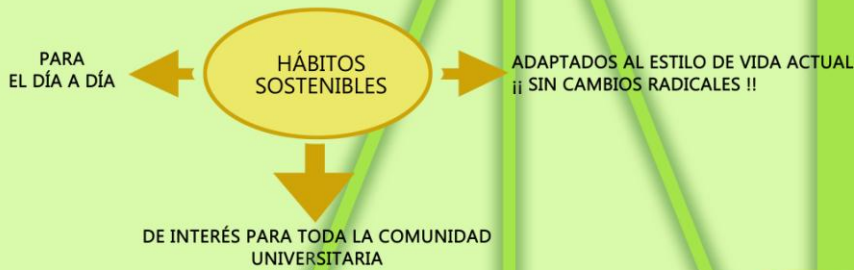 PARA
EL DÍA A DÍA
HÁBITOS
SOSTENIBLES
ADAPTADOS AL ESTILO DE VIDA ACTUAL
¡¡ SIN CAMBIOS RADICALES !!
DE INTERÉS PARA TODA LA COMUNIDAD
UNIVERSITARIA